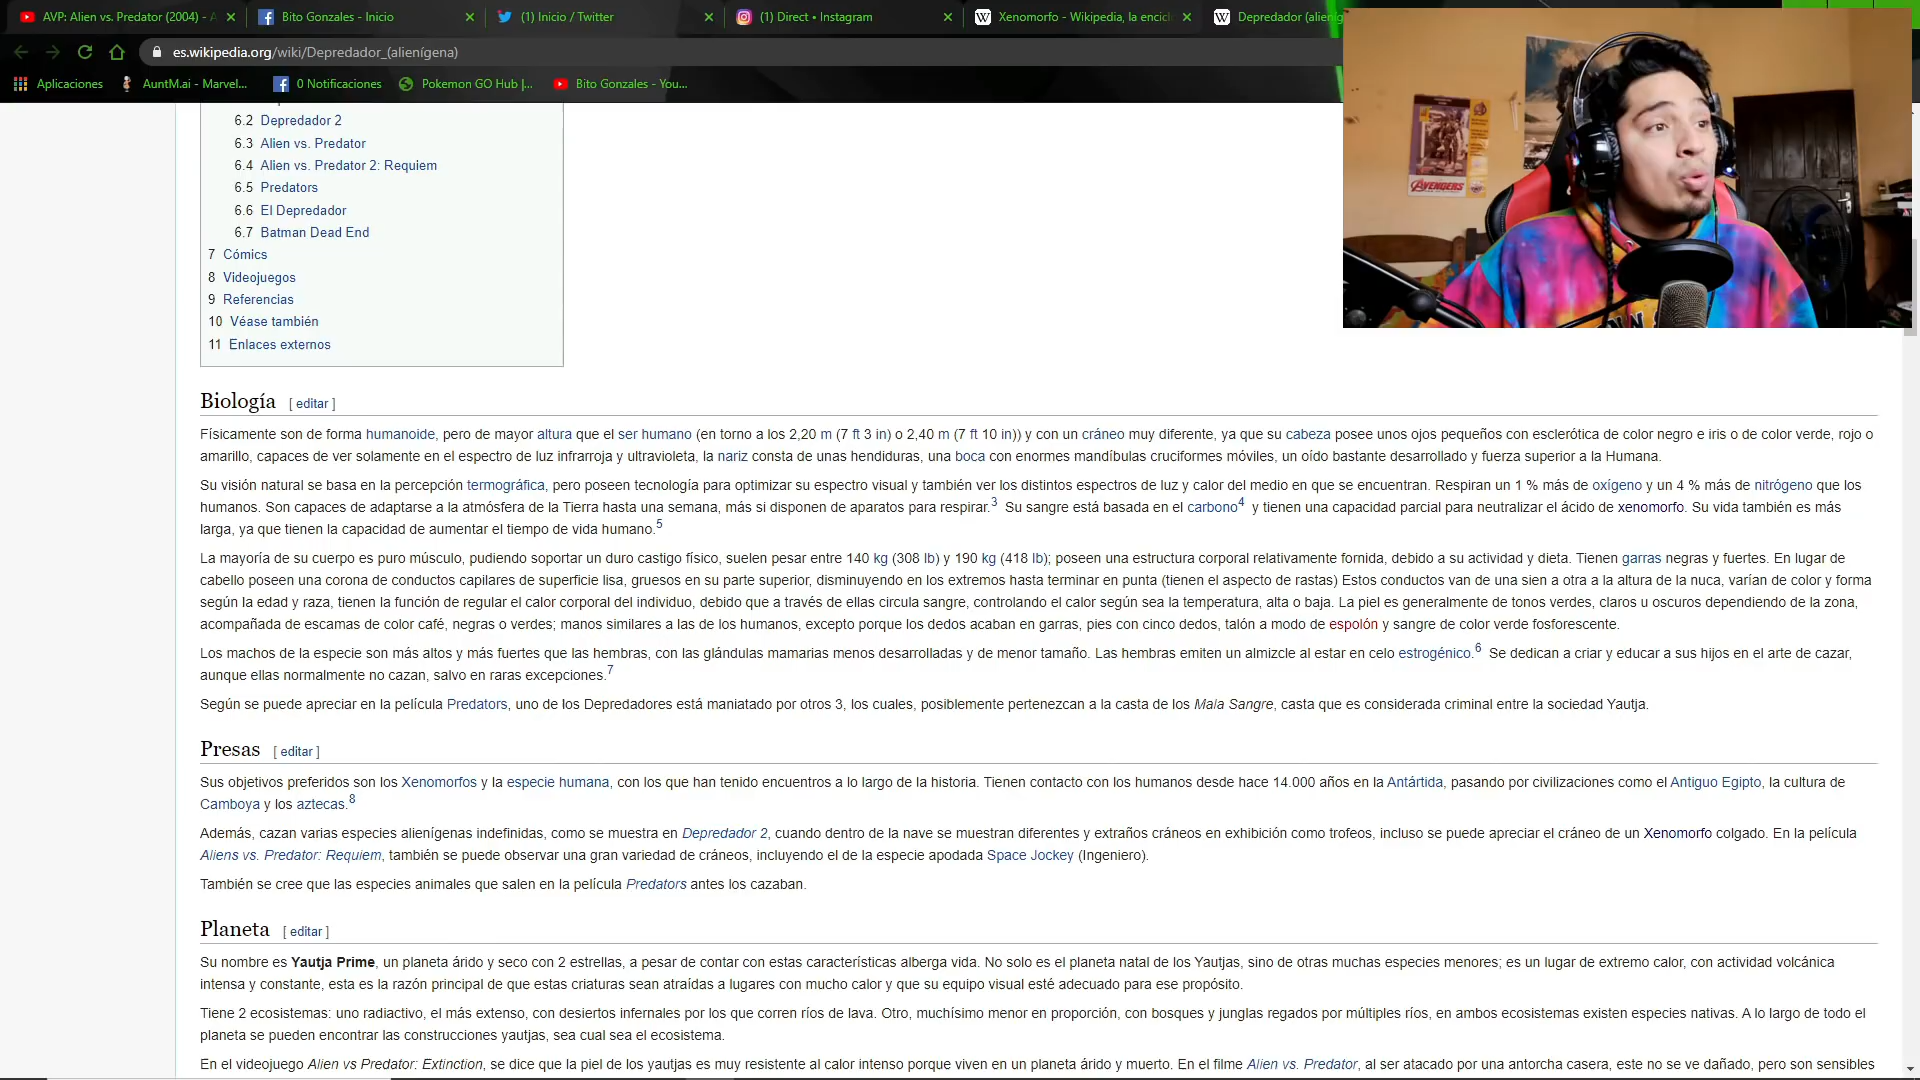 AVP: Alien vs. Predator (2004) - A
Bito Gonzales - Inicio
(1) Inicio / Twitter
(1) Direct • Instagram
Xenomorfo - Wikipedia, la encicl
Depredador (alieníg
es.wikipedia.org/wiki/Depredador_(alienígena)
Aplicaciones
AuntM.ai - Marvel...
0 Notificaciones
Pokemon GO Hub |...
Bito Gonzales - You...
AVENGERS
6.2 Depredador 2
6.3 Alien vs. Predator
6.4 Alien vs. Predator 2: Requiem
6.5 Predators
6.6 El Depredador
6.7 Batman Dead End
7 Cómics
8 Videojuegos
9 Referencias
10 Véase también
11 Enlaces externos
Biología [ editar ]
Físicamente son de forma humanoide, pero de mayor altura que el ser humano (en torno a los 2,20 m (7 ft 3 in) o 2,40 m (7 ft 10 in)) y con un cráneo muy diferente, ya que su cabeza posee unos ojos pequeños con esclerótica de color negro e iris o de color verde, rojo o
amarillo, capaces de ver solamente en el espectro de luz infrarroja y ultravioleta, la nariz consta de unas hendiduras, una boca con enormes mandíbulas cruciformes móviles, un oído bastante desarrollado y fuerza superior a la Humana.
Su visión natural se basa en la percepción termográfica, pero poseen tecnología para optimizar su espectro visual y también ver los distintos espectros de luz y calor del medio en que se encuentran. Respiran un 1 % más de oxígeno y un 4 % más de nitrógeno que los
humanos. Son capaces de adaptarse a la atmósfera de la Tierra hasta una semana, más si disponen de aparatos para respirar.3 Su sangre está basada en el carbono4 y tienen una capacidad parcial para neutralizar el ácido de xenomorfo. Su vida también es más
larga, ya que tienen la capacidad de aumentar el tiempo de vida humano.5
La mayoría de su cuerpo es puro músculo, pudiendo soportar un duro castigo físico, suelen pesar entre 140 kg (308 lb) y 190 kg (418 lb); poseen una estructura corporal relativamente fornida, debido a su actividad y dieta. Tienen garras negras y fuertes. En lugar de
cabello poseen una corona de conductos capilares de superficie lisa, gruesos en su parte superior, disminuyendo en los extremos hasta terminar en punta (tienen el aspecto de rastas) Estos conductos van de una sien a otra a la altura de la nuca, varían de color y forma
según la edad y raza, tienen la función de regular el calor corporal del individuo, debido que a través de ellas circula sangre, controlando el calor según sea la temperatura, alta o baja. La piel es generalmente de tonos verdes, claros u oscuros dependiendo de la zona,
acompañada de escamas de color café, negras o verdes; manos similares a las de los humanos, excepto porque los dedos acaban en garras, pies con cinco dedos, talón a modo de espolón y sangre de color verde fosforescente.
Los machos de la especie son más altos y más fuertes que las hembras, con las glándulas mamarias menos desarrolladas y de menor tamaño. Las hembras emiten un almizcle al estar en celo estrogénico.6 Se dedican a criar y educar a sus hijos en el arte de cazar,
aunque ellas normalmente no cazan, salvo en raras excepciones.7
Según se puede apreciar en la película Predators, uno de los Depredadores está maniatado por otros 3, los cuales, posiblemente pertenezcan a la casta de los Mala Sangre, casta que es considerada criminal entre la sociedad Yautja.
Presas [ editar ]
Sus objetivos preferidos son los Xenomorfos y la especie humana, con los que han tenido encuentros a lo largo de la historia. Tienen contacto con los humanos desde hace 14.000 años en la Antártida, pasando por civilizaciones como el Antiguo Egipto, la cultura de
Camboya y los aztecas.8
Además, cazan varias especies alienígenas indefinidas, como se muestra en Depredador 2, cuando dentro de la nave se muestran diferentes y extraños cráneos en exhibición como trofeos, incluso se puede apreciar el cráneo de un Xenomorfo colgado. En la película
Aliens vs. Predator: Requiem, también se puede observar una gran variedad de cráneos, incluyendo el de la especie apodada Space Jockey (Ingeniero).
También se cree que las especies animales que salen en la película Predators antes los cazaban.
Planeta [ editar ]
Su nombre es Yautja Prime, un planeta árido y seco con 2 estrellas, a pesar de contar con estas características alberga vida. No solo es el planeta natal de los Yautjas, sino de otras muchas especies menores; es un lugar de extremo calor, con actividad volcánica
intensa y constante, esta es la razón principal de que estas criaturas sean atraídas a lugares con mucho calor y que su equipo visual esté adecuado para ese propósito.
Tiene 2 ecosistemas: uno radiactivo, el más extenso, con desiertos infernales por los que corren ríos de lava. Otro, muchísimo menor en proporción, con bosques y junglas regados por múltiples ríos, en ambos ecosistemas existen especies nativas. A lo largo de todo el
planeta se pueden encontrar las construcciones yautjas, sea cual sea el ecosistema.
En el videojuego Alien vs Predator: Extinction, se dice que la piel de los yautjas es muy resistente al calor intenso porque viven en un planeta árido y muerto. En el filme Alien vs. Predator, al ser atacado por una antorcha casera, este no se ve dañado, pero son sensibles